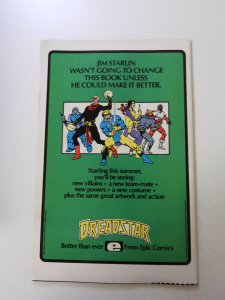 JIM STARLIN
WASN'T GOING TO CHANGE
THIS BOOK UNLESS
HE COULD MAKE IT BETTER.
Starting this summer,
you'll be seeing:
new villains • a new team-mate •
new powers • a new costume •
plus the same great artwork and action
DREADSTAR
Better than ever e From Epic Comics